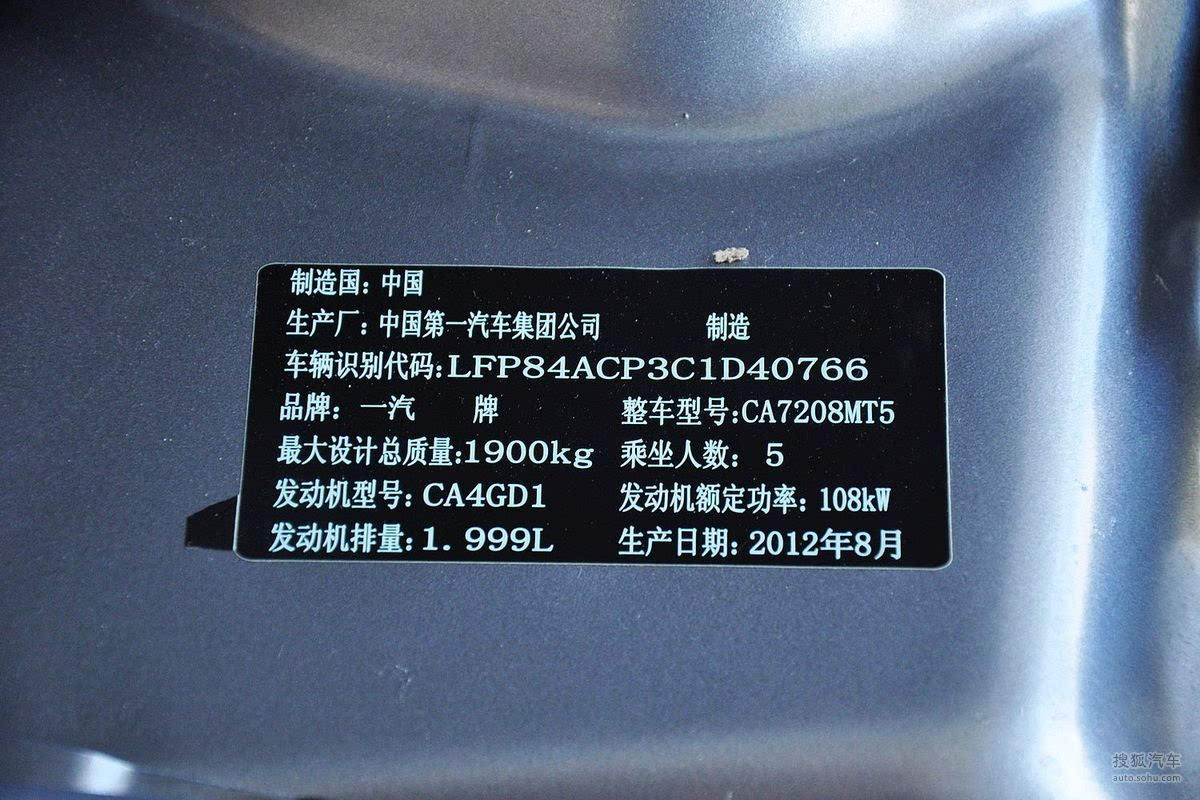 制造国：中国
生产厂：中国第一汽车集团公司 制造
车辆识别代码:LFP84ACP3C1D40766
品牌：一汽 牌 整车型号:CA7208MT5
最大设计总质量:1900kg 乘坐人数：5
发动机型号：CA4GD1 发动机额定功率：108kW
发动机排量:1.999L 生产日期：2012年8月
搜狐汽车
auto.sohu.com